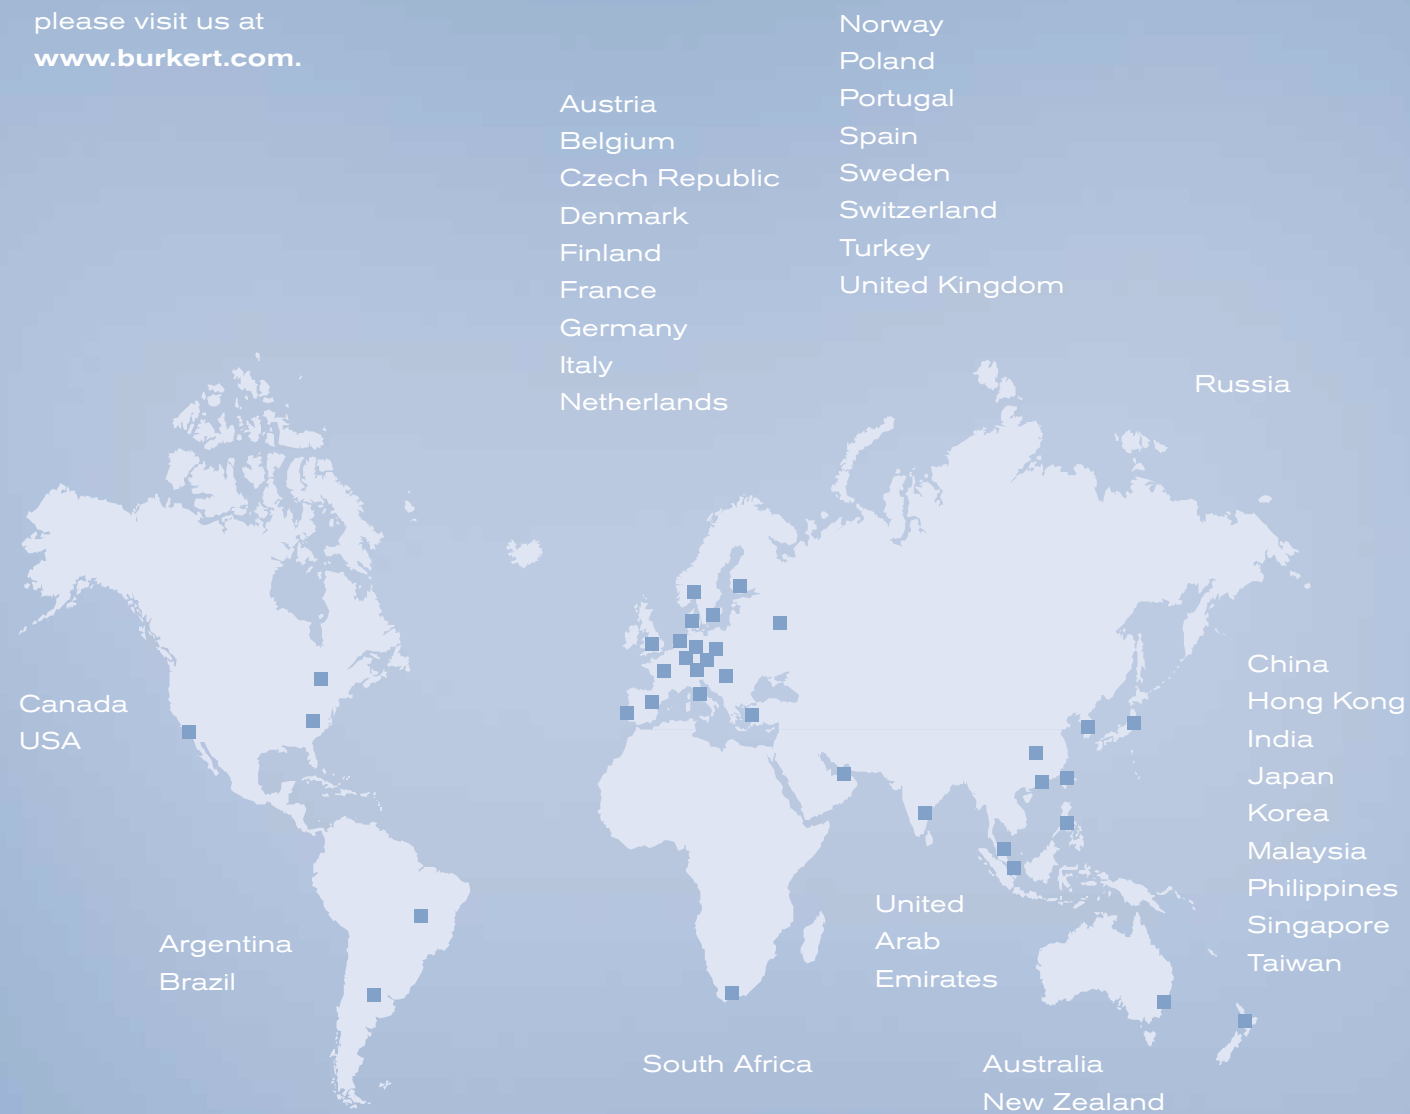 please visit us at
www.burkert.com.
Austria
Belgium
Czech Republic
Denmark
Finland
France
Germany
Italy
Netherlands
Norway
Poland
Portugal
Spain
Sweden
Switzerland
Turkey
United Kingdom
Russia
Canada
USA
China
Hong Kong
India
Japan
Korea
Malaysia
Philippines
Singapore
Taiwan
Argentina
Brazil
United
Arab
Emirates
South Africa
Australia
New Zealand